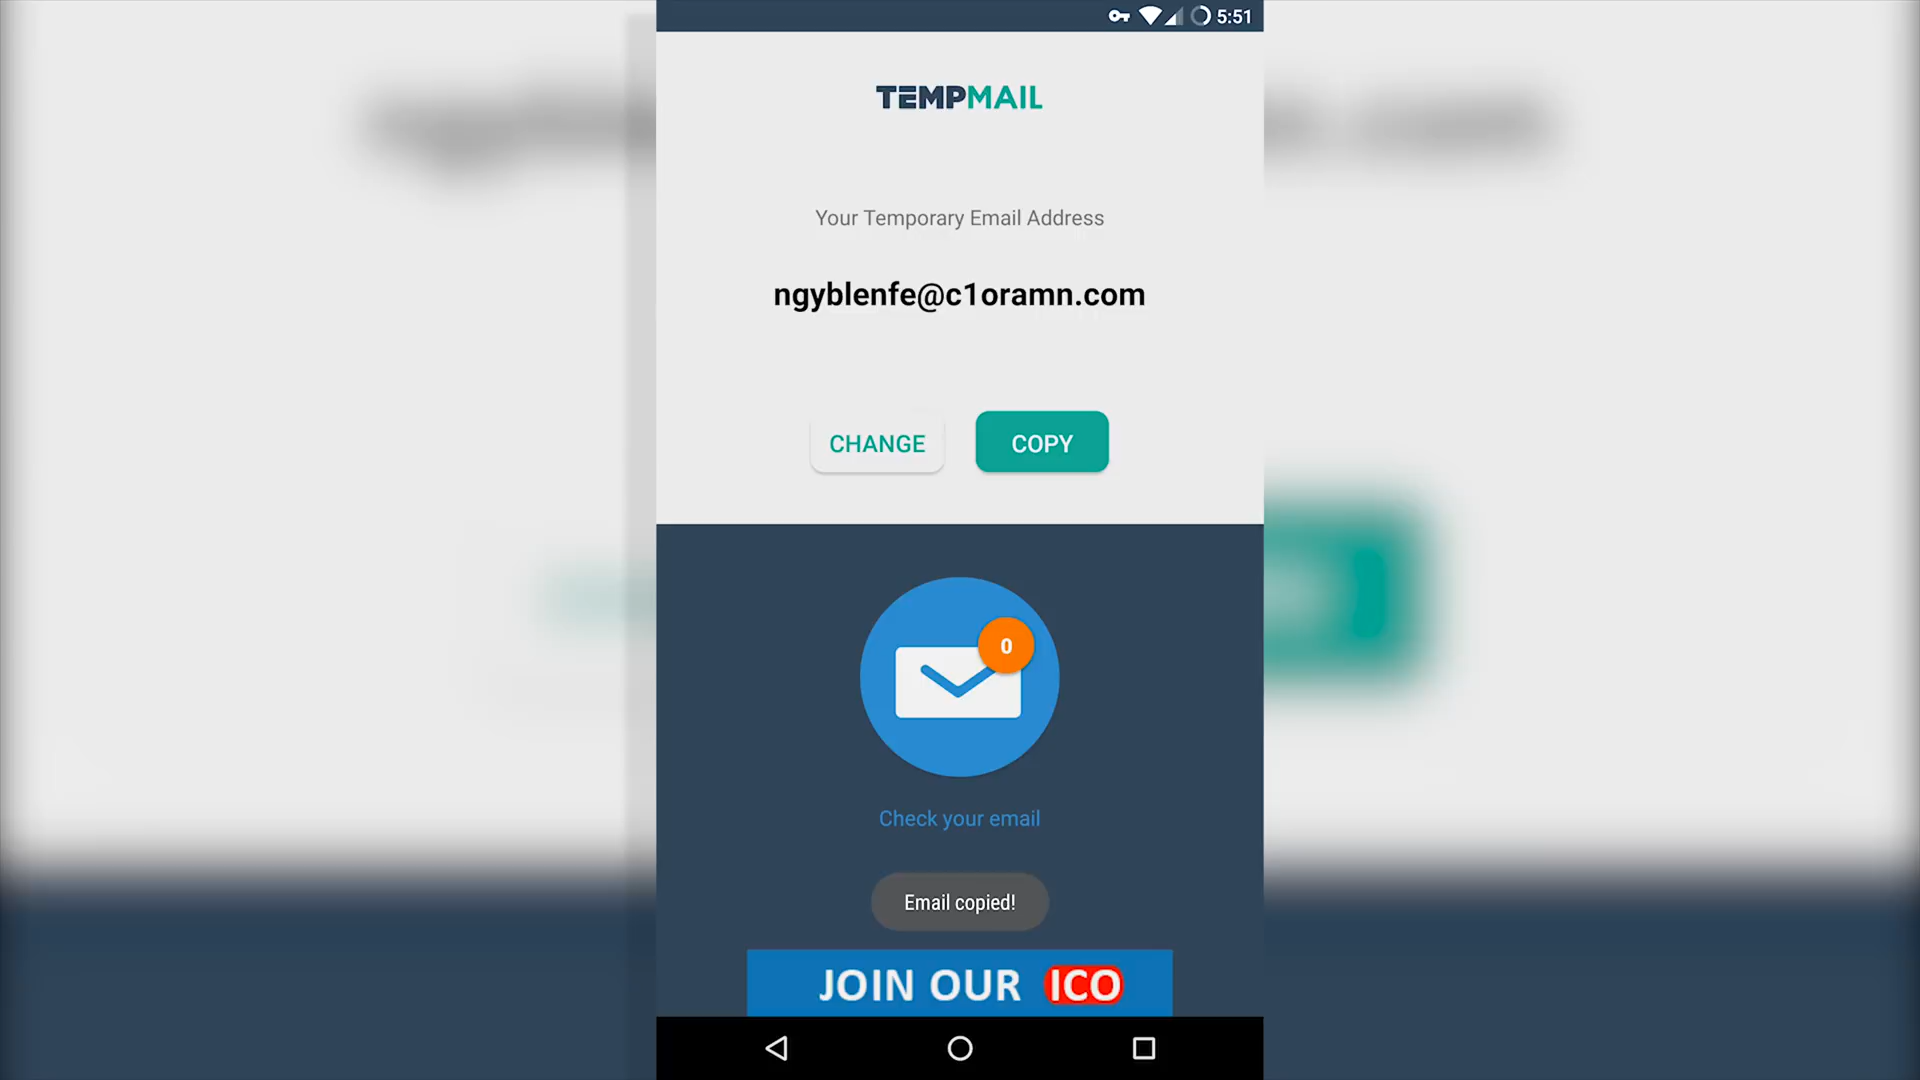 5:51
TEMPMAIL
Your Temporary Email Address
ngyblenfe@c1oramn.com
CHANGE COPY
0
Check your email
Email copied!
JOIN OUR ICO